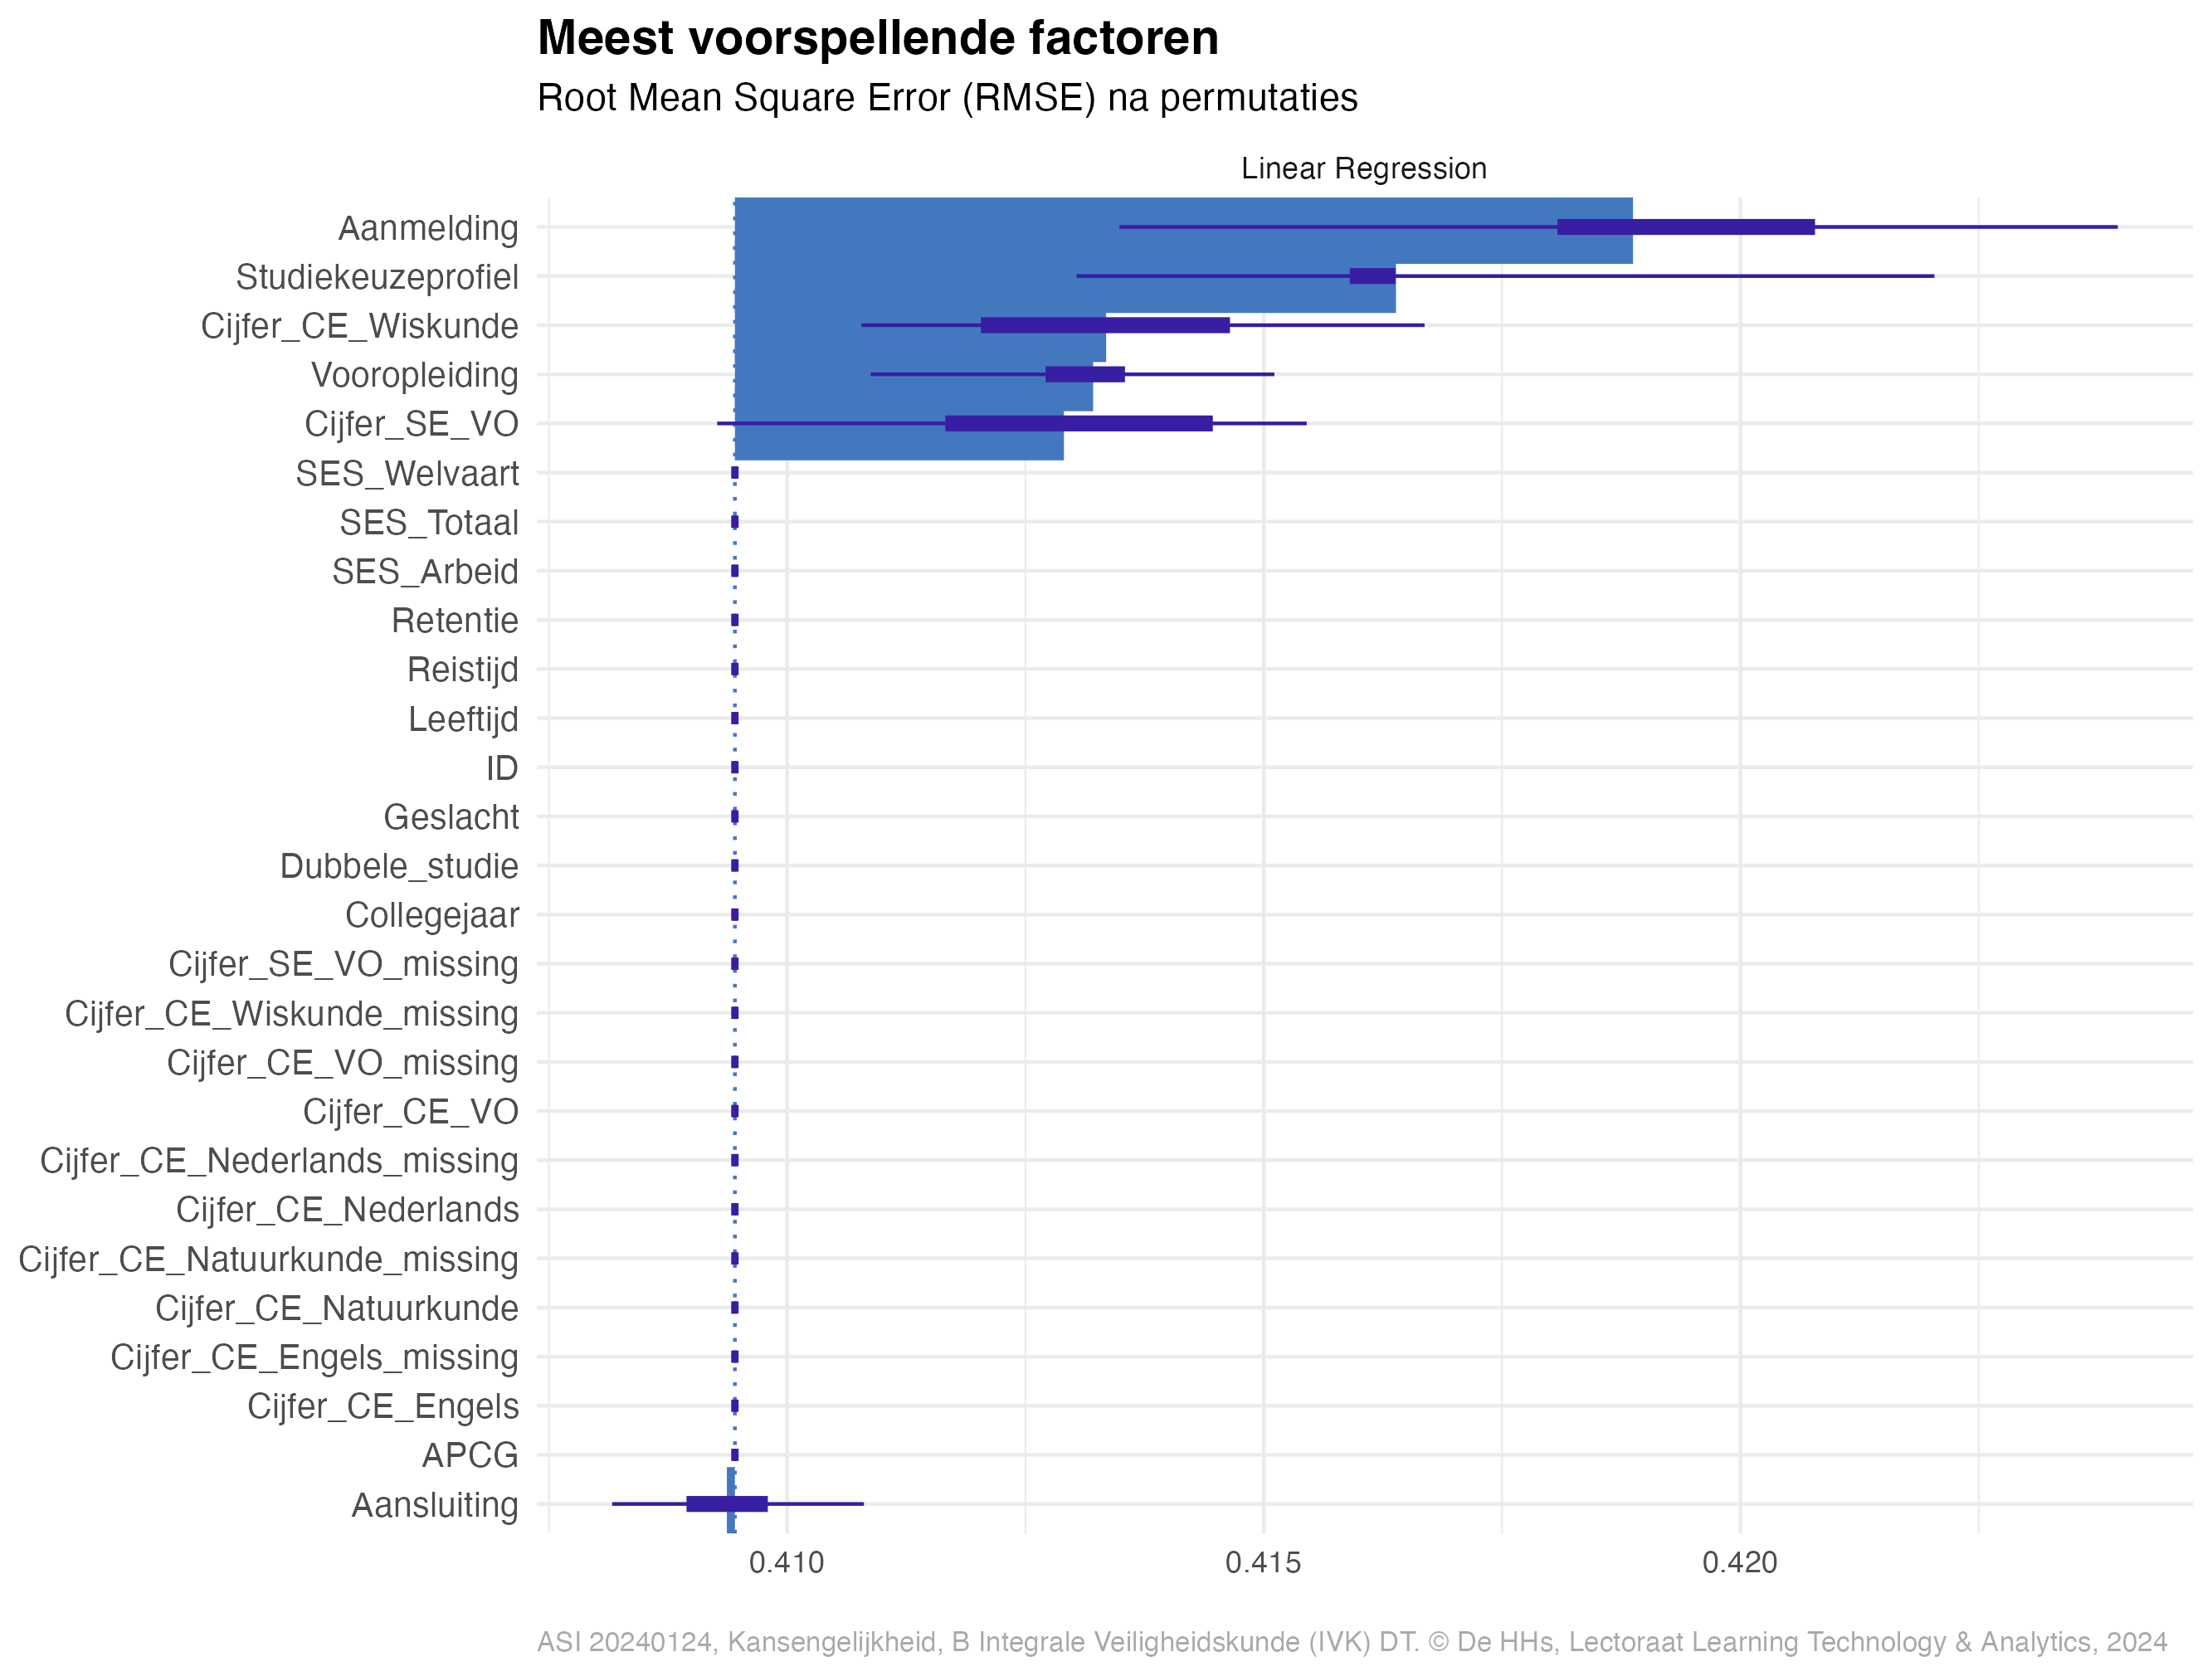 Meest voorspellende factoren
Root Mean Square Error (RMSE) na permutaties
Linear Regression
Aanmelding
Studiekeuzeprofiel
Cijfer_CE_Wiskunde
Vooropleiding
Cijfer_SE_VO
SES_Welvaart
SES_Totaal
SES_Arbeid
Retentie
Reistijd
Leeftijd
ID
Geslacht
Dubbele_studie
Collegejaar
Cijfer_SE_VO_missing
Cijfer_CE_Wiskunde_missing
Cijfer_CE_VO_missing
Cijfer_CE_VO
Cijfer_CE_Nederlands_missing
Cijfer_CE_Nederlands
Cijfer_CE_Natuurkunde_missing
Cijfer_CE_Natuurkunde
Cijfer_CE_Engels_missing
Cijfer_CE_Engels
APCG
Aansluiting
0.410 0.415 0.420
ASI 20240124, Kansengelijkheid, B Integrale Veiligheidskunde (IVK) DT. © De HHs, Lectoraat Learning Technology & Analytics, 2024